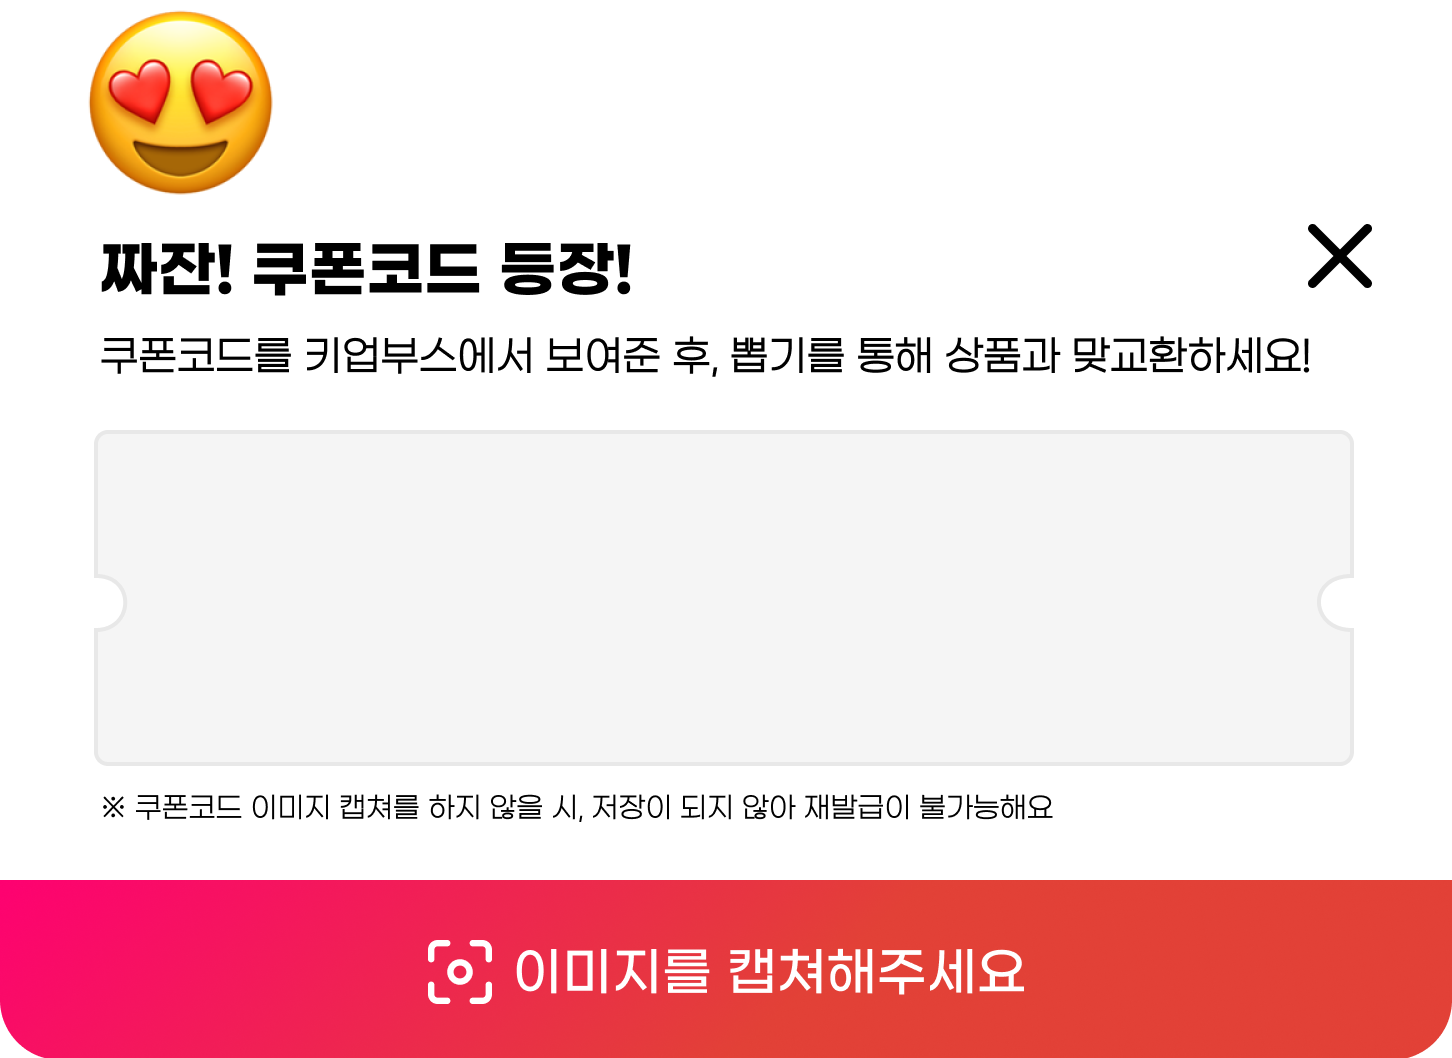 짜잔! 쿠폰코드 등장!
쿠폰코드를 키업부스에서 보여준 후, 뽑기를 통해 상품과 맞교환하세요!
※ 쿠폰코드 이미지 캡쳐를 하지 않을 시, 저장이 되지 않아 재발급이 불가능해요
이미지를 캡쳐해주세요